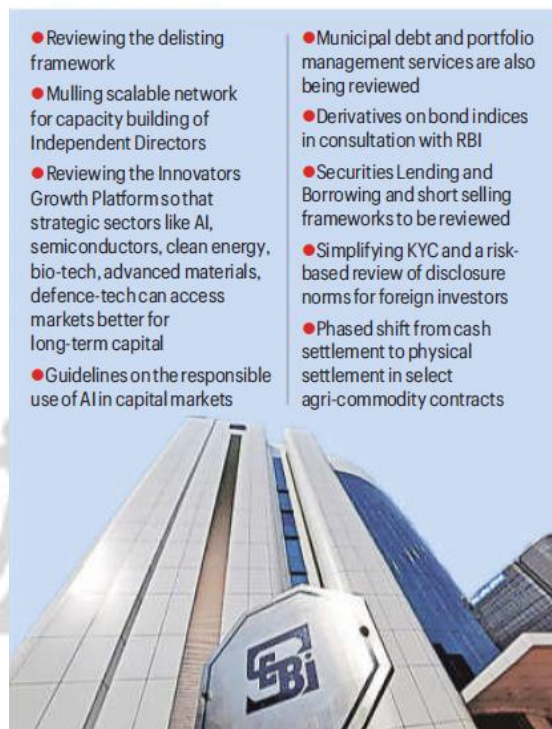 ●Reviewing the delisting
framework
●Mulling scalable network
for capacity building of
Independent Directors
●Reviewing the Innovators
Growth Platform so that
strategic sectors like AI,
semiconductors, clean energy,
bio-tech, advanced materials,
defence-tech can access
markets better for
long-term capital
●Guidelines on the responsible
use of AI in capital markets
●Municipal debt and portfolio
management services are also
being reviewed
●Derivatives on bond indices
in consultation with RBI
●Securities Lending and
Borrowing and short selling
frameworks to be reviewed
●Simplifying KYC and a risk-
based review of disclosure
norms for foreign investors
●Phased shift from cash
settlement to physical
settlement in select
agri-commodity contracts
SEBI